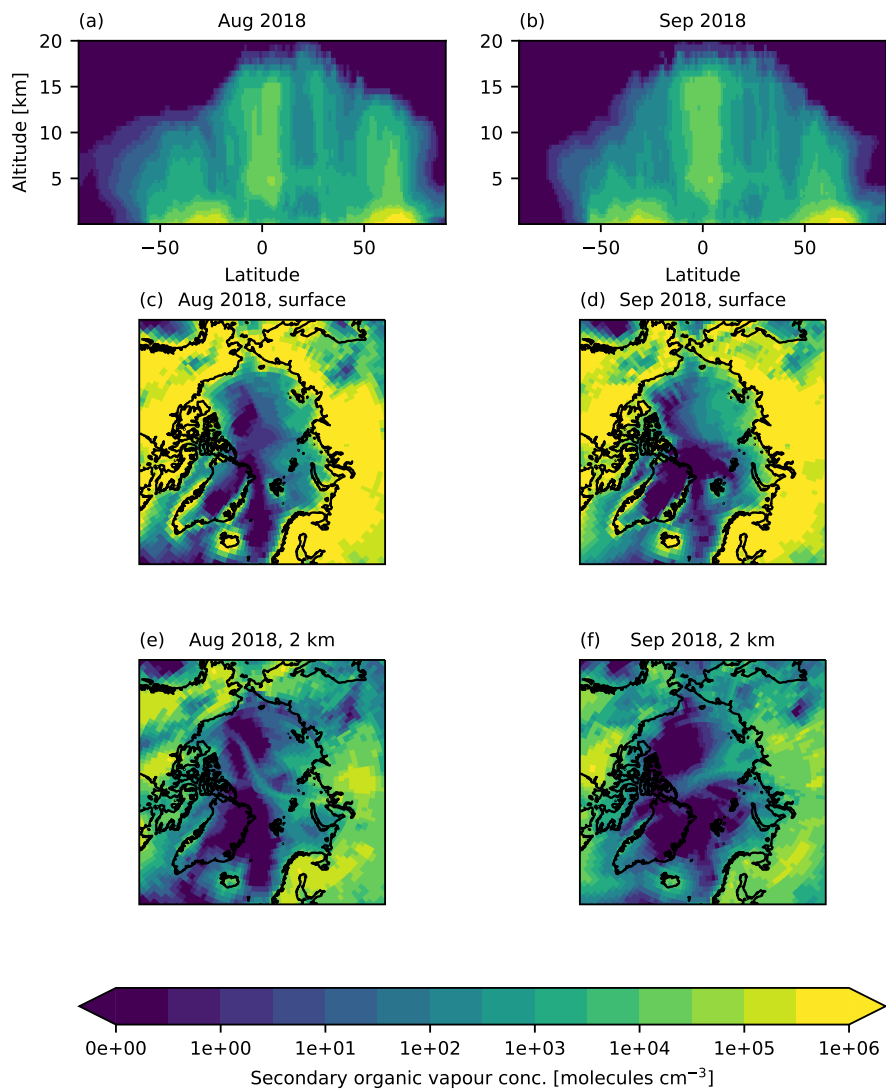 (a) Aug 2018
(b) Sep 2018
Altitude [km]
20
15
10
5
20
15
10
5
−50 0 50
−50 0 50
Latitude
Latitude
(c) Aug 2018, surface
(d) Sep 2018, surface
(e) Aug 2018, 2 km
(f) Sep 2018, 2 km
0e+00 1e+00 1e+01 1e+02 1e+03 1e+04 1e+05 1e+06
Secondary organic vapour conc. [molecules cm⁻³]